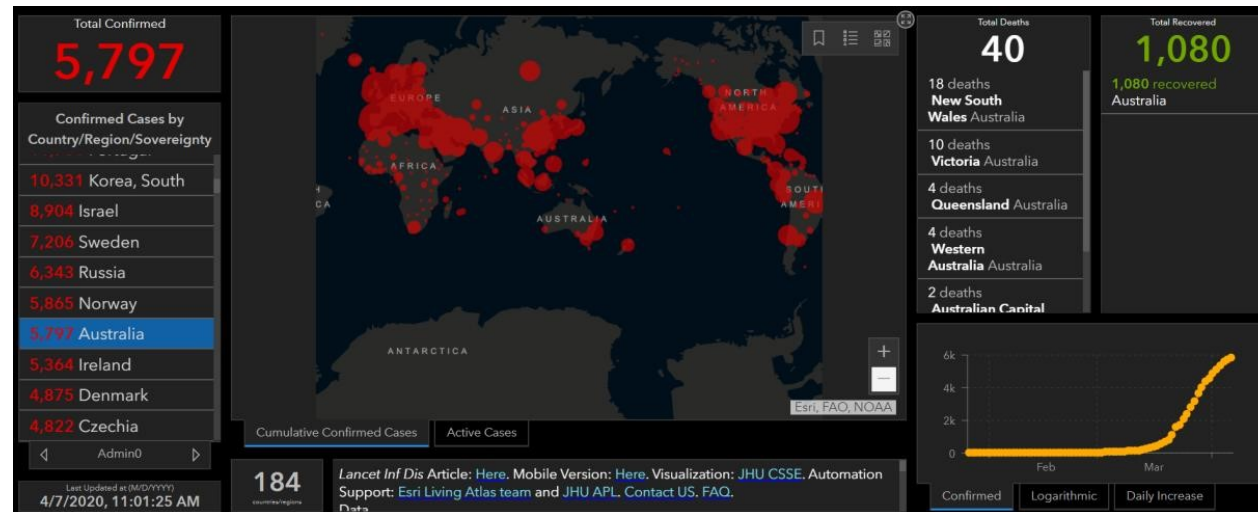 Total Confirmed
5,797
Confirmed Cases by
Country/Region/Sovereignty
10,331 Korea, South
8,904 Israel
7,206 Sweden
6,343 Russia
5,865 Norway
5,797 Australia
5,364 Ireland
4,875 Denmark
4,822 Czechia
Admin0
Last Updated at (M/D/YYYY)
4/7/2020, 11:01:25 AM
EUROPE
ASIA
NORTH
AMERICA
AFRICA
SOUTH
AMERI
AUSTRALIA
ANTARCTICA
Esri, FAO, NOAA
Cumulative Confirmed Cases
Active Cases
184
countries/regions
Lancet Inf Dis Article: Here. Mobile Version: Here. Visualization: JHU CSSE. Automation
Support: Esri Living Atlas team and JHU APL. Contact US. FAQ.
Data
Total Deaths
40
18 deaths
New South
Wales Australia
10 deaths
Victoria Australia
4 deaths
Queensland Australia
4 deaths
Western
Australia Australia
2 deaths
Australian Capital
Total Recovered
1,080
1,080 recovered
Australia
6k
4k
2k
0
Feb
Mar
Confirmed
Logarithmic
Daily Increase